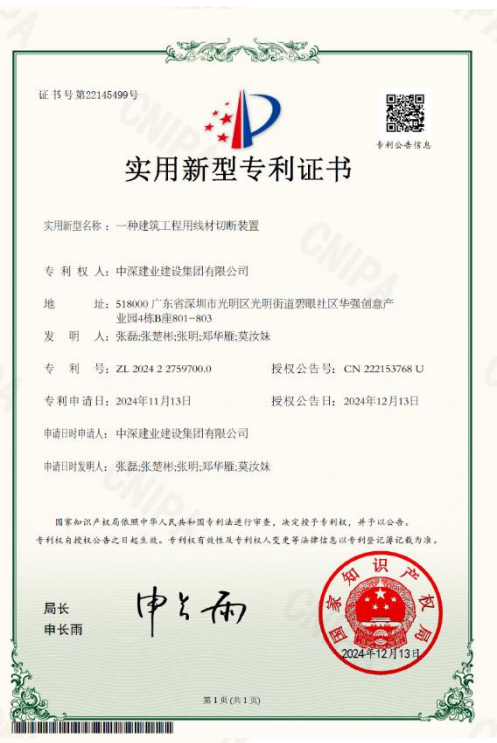 证书号第22145499号
专利公告信息
实用新型专利证书
实用新型名称：一种建筑工程用线材切断装置
专利权人：中深建业建设集团有限公司
地址：518000 广东省深圳市光明区光明街道碧眼社区华强创意产
业园4栋B座801-803
发明人：张磊;张楚彬;张明;郑华雁;莫汝妹
专利号：ZL 2024 2 2759700.0 授权公告号：CN 222153768 U
专利申请日：2024年11月13日 授权公告日：2024年12月13日
申请日时申请人：中深建业建设集团有限公司
申请日时发明人：张磊;张楚彬;张明;郑华雁;莫汝妹
国家知识产权局依照中华人民共和国专利法进行审查，决定授予专利权，并予以公告。
专利权自授权公告之日起生效。专利权有效性及专利权人变更等法律信息以专利登记簿记载为准。
局长
申长雨
申长雨
国家知识产权局
2024年12月13日
第1页(共1页)
CNIPA
CNIPA
CNIPA
CNIPA